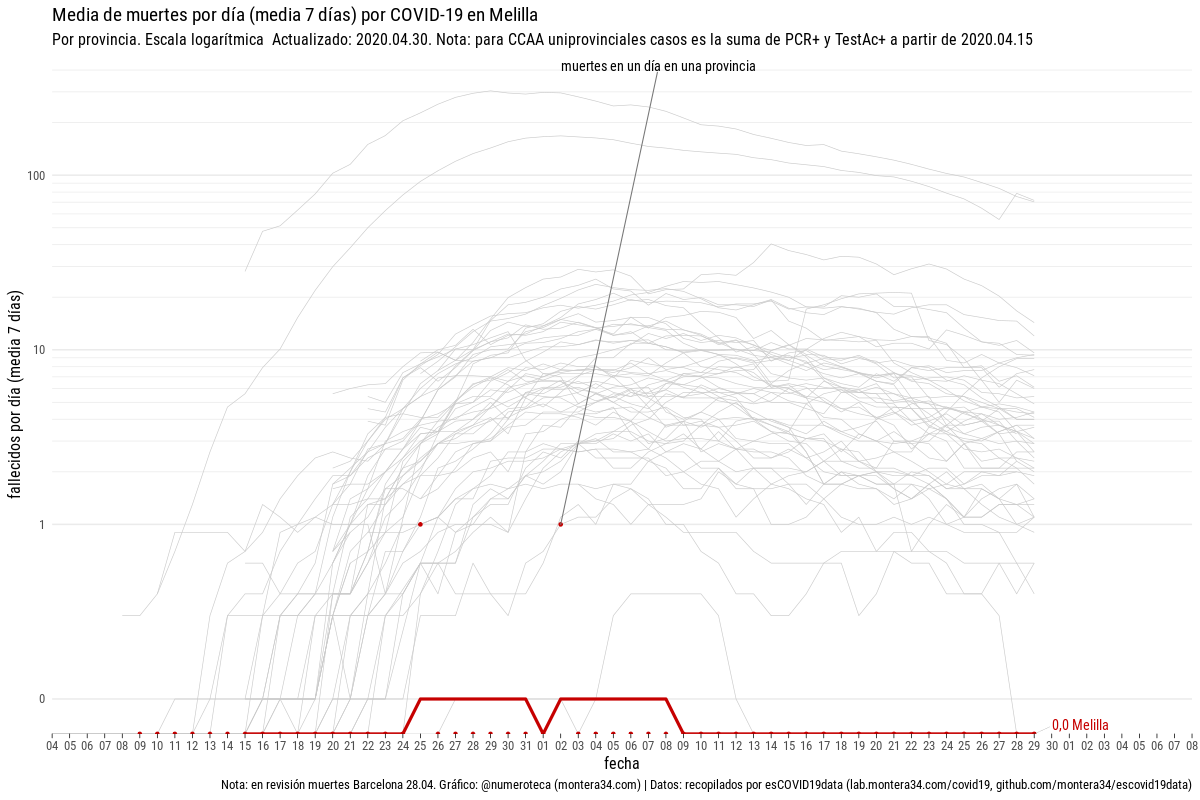 Media de muertes por día (media 7 días) por COVID-19 en Melilla
Por provincia. Escala logarítmica  Actualizado: 2020.04.30. Nota: para CCAA uniprovinciales casos es la suma de PCR+ y TestAc+ a partir de 2020.04.15
muertes en un día en una provincia
fallecidos por día (media 7 días)
100
10
1
0
0,0 Melilla
04 05 06 07 08 09 10 11 12 13 14 15 16 17 18 19 20 21 22 23 24 25 26 27 28 29 30 31 01 02 03 04 05 06 07 08 09 10 11 12 13 14 15 16 17 18 19 20 21 22 23 24 25 26 27 28 29 30 01 02 03 04 05 06 07 08
fecha
Nota: en revisión muertes Barcelona 28.04. Gráfico: @numeroteca (montera34.com) | Datos: recopilados por esCOVID19data (lab.montera34.com/covid19, github.com/montera34/escovid19data)